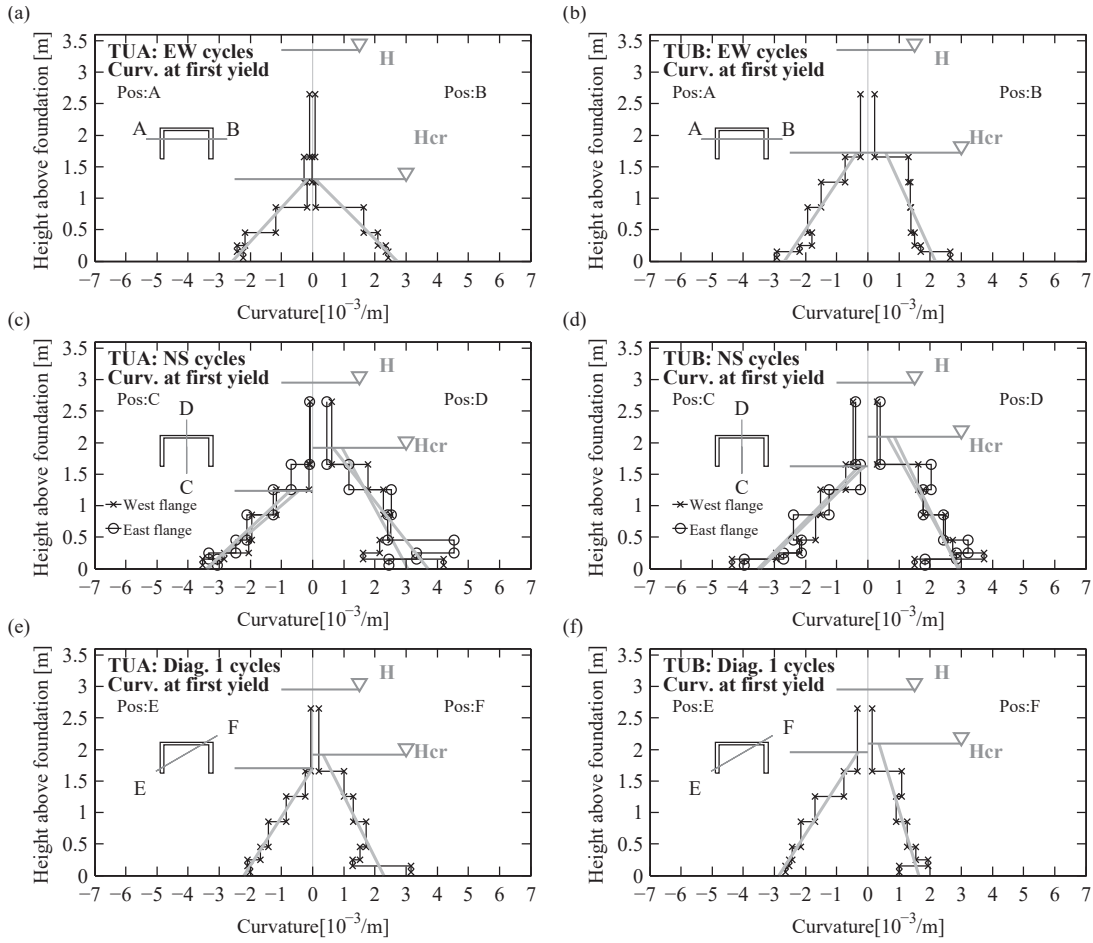 (a)
TUA: EW cycles
Curv. at first yield
H
Pos:A
Pos:B
A
B
Hcr
3.5
3
2.5
2
1.5
1
0.5
0
Height above foundation [m]
−7 −6 −5 −4 −3 −2 −1 0 1 2 3 4 5 6 7
Curvature[10⁻³/m]
(b)
TUB: EW cycles
Curv. at first yield
H
Pos:A
Pos:B
A
B
Hcr
3.5
3
2.5
2
1.5
1
0.5
0
Height above foundation [m]
−7 −6 −5 −4 −3 −2 −1 0 1 2 3 4 5 6 7
Curvature[10⁻³/m]
(c)
TUA: NS cycles
Curv. at first yield
H
Pos:C
Pos:D
D
C
Hcr
West flange
East flange
3.5
3
2.5
2
1.5
1
0.5
0
Height above foundation [m]
−7 −6 −5 −4 −3 −2 −1 0 1 2 3 4 5 6 7
Curvature[10⁻³/m]
(d)
TUB: NS cycles
Curv. at first yield
H
Pos:C
Pos:D
D
C
Hcr
West flange
East flange
3.5
3
2.5
2
1.5
1
0.5
0
Height above foundation [m]
−7 −6 −5 −4 −3 −2 −1 0 1 2 3 4 5 6 7
Curvature[10⁻³/m]
(e)
TUA: Diag. 1 cycles
Curv. at first yield
H
Pos:E
Pos:F
F
E
Hcr
3.5
3
2.5
2
1.5
1
0.5
0
Height above foundation [m]
−7 −6 −5 −4 −3 −2 −1 0 1 2 3 4 5 6 7
Curvature[10⁻³/m]
(f)
TUB: Diag. 1 cycles
Curv. at first yield
H
Pos:E
Pos:F
F
E
Hcr
3.5
3
2.5
2
1.5
1
0.5
0
Height above foundation [m]
−7 −6 −5 −4 −3 −2 −1 0 1 2 3 4 5 6 7
Curvature[10⁻³/m]